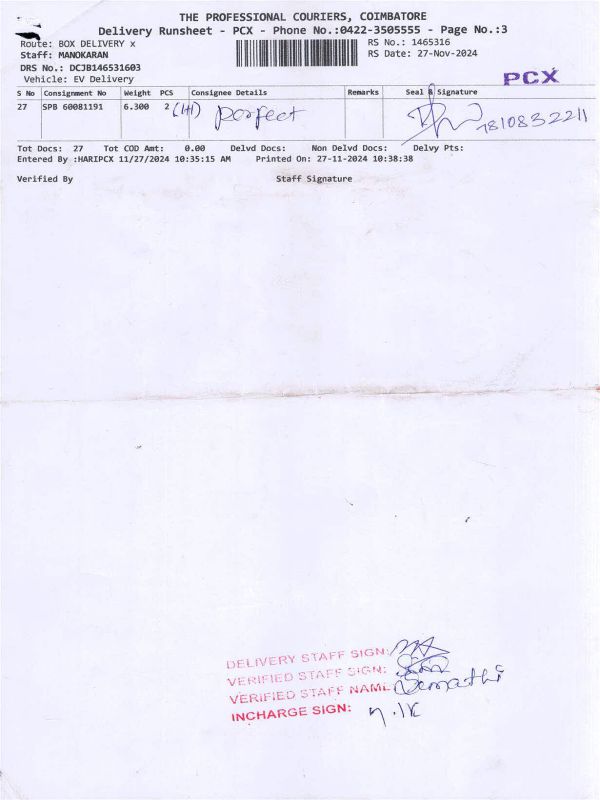 THE PROFESSIONAL COURIERS, COIMBATORE
Delivery Runsheet - PCX - Phone No.:0422-3505555 - Page No.:3
Route: BOX DELIVERY x RS No.: 1465316
Staff: MANOKARAN RS Date: 27-Nov-2024
DRS No.: DCJB146531603
Vehicle: EV Delivery PCX
S No Consignment No Weight PCS Consignee Details Remarks Seal & Signature
27 SPB 60081191 6.300 2 (1+1) perfect 7810832211
Tot Docs: 27 Tot COD Amt: 0.00 Delvd Docs: Non Delvd Docs: Delvy Pts:
Entered By :HARIPCX 11/27/2024 10:35:15 AM Printed On: 27-11-2024 10:38:38
Verified By Staff Signature
DELIVERY STAFF SIGN:
VERIFIED STAFF SIGN:
VERIFIED STAFF NAME
INCHARGE SIGN: